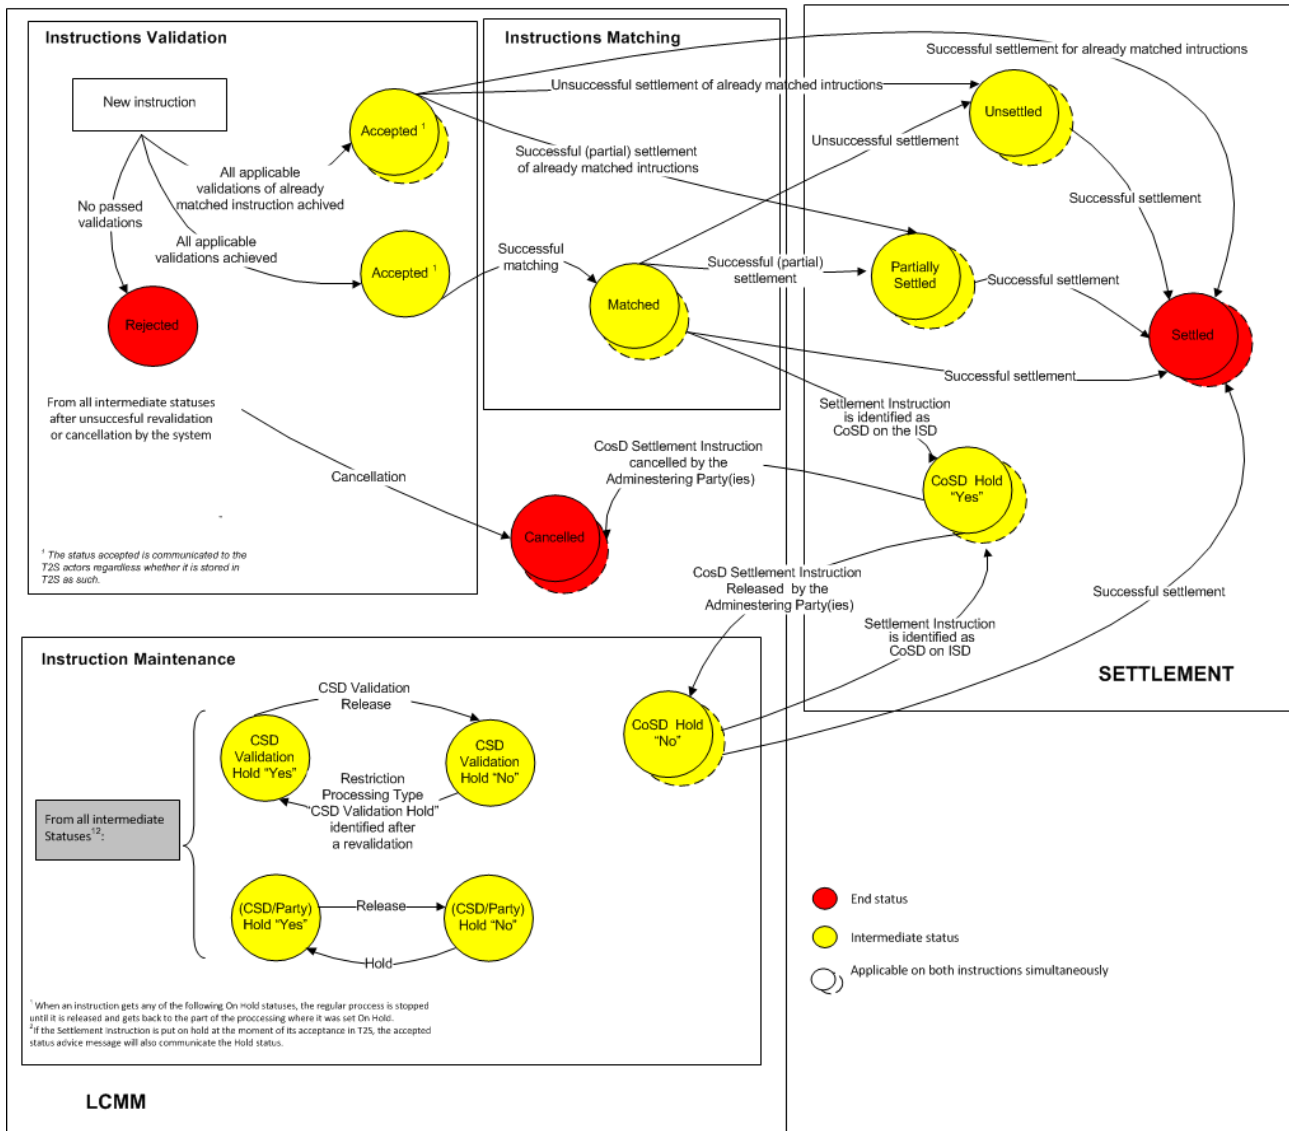 Instructions Validation
New instruction
No passed
validations
All applicable
validations of already
matched instruction achived
All applicable
validations achieved
Accepted 1
Accepted 1
Rejected
From all intermediate statuses
after unsuccesful revalidation
or cancellation by the system
Cancellation
-
1 The status accepted is communicated to the
T2S actors regardless whether it is stored in
T2S as such.
Instructions Matching
Unsuccessful settlement of already matched intructions
Successful (partial) settlement
of already matched intructions
Successful
matching
Matched
Successful settlement for already matched intructions
Unsettled
Unsuccessful settlement
Successful settlement
Successful (partial)
settlement
Partially
Settled
Successful settlement
Settled
Successful settlement
Settlement Instruction
is identified as
CoSD on the ISD
CosD Settlement Instruction
cancelled by the
Adminestering Party(ies)
CoSD Hold
“Yes”
Cancelled
CosD Settlement Instruction
Released by the
Adminestering Party(ies)
Settlement Instruction
is identified as
CoSD on ISD
Successful settlement
SETTLEMENT
CoSD Hold
“No”
Instruction Maintenance
CSD Validation
Release
CSD
Validation
Hold “Yes”
CSD
Validation
Hold “No”
Restriction
Processing Type
“CSD Validation Hold”
identified after
a revalidation
From all intermediate
Statuses12:
(CSD/Party)
Hold “Yes”
Release
(CSD/Party)
Hold “No”
Hold
1 When an instruction gets any of the following On Hold statuses, the regular proccess is stopped
until it is released and gets back to the part of the proccessing where it was set On Hold.
2If the Settlement Instruction is put on hold at the moment of its acceptance in T2S, the accepted
status advice message will also communicate the Hold status.
LCMM
End status
Intermediate status
Applicable on both instructions simultaneously